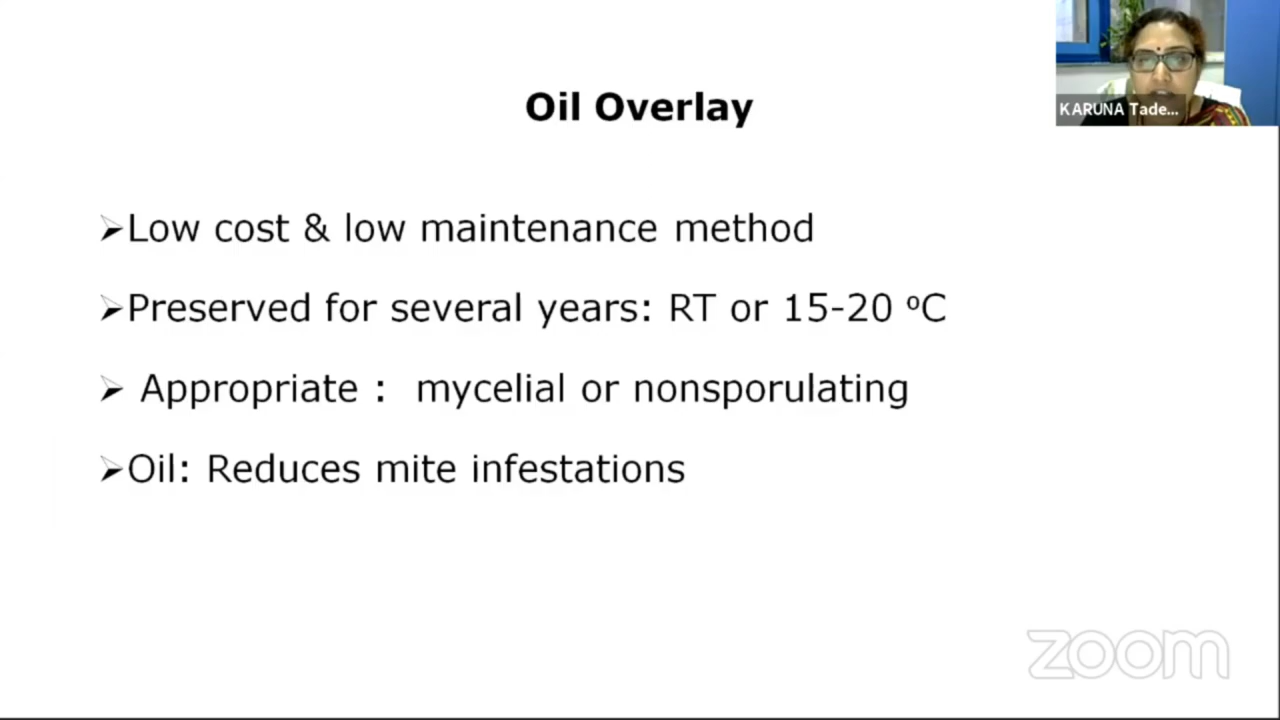 KARUNA Tade...
Oil Overlay
➢Low cost & low maintenance method
➢Preserved for several years: RT or 15-20 ºC
➢ Appropriate : mycelial or nonsporulating
➢Oil: Reduces mite infestations
zoom